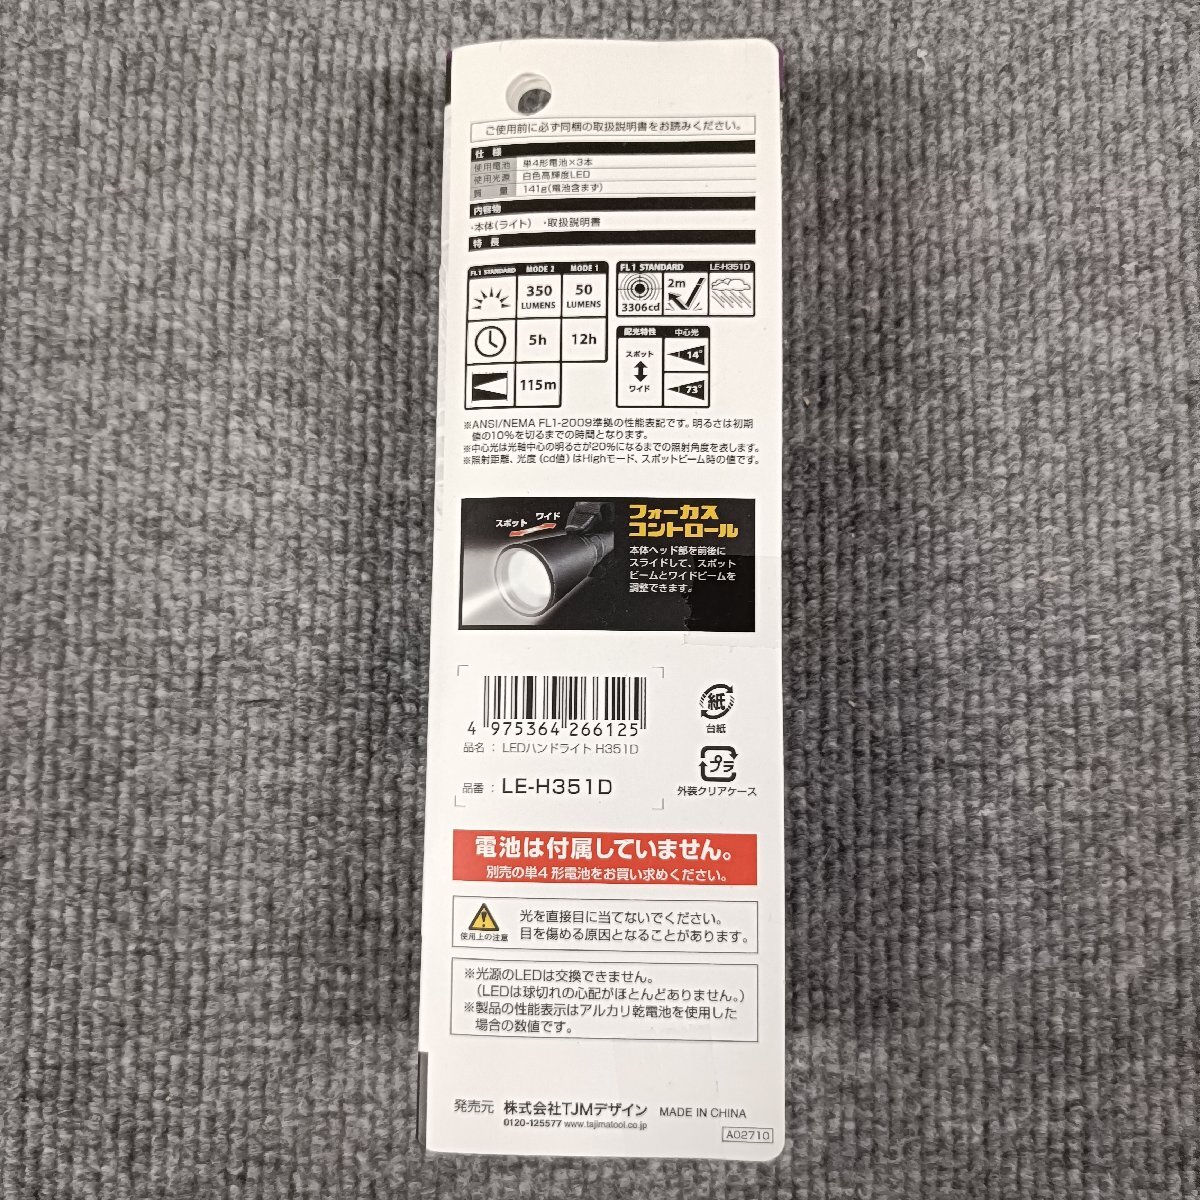 ご使用前に必ず同梱の取扱説明書をお読みください。
仕 様
使用電池 単4形電池×3本
使用光源 白色高輝度LED
質 量 141g(電池含まず)
内容物
・本体(ライト) ・取扱説明書
特 長
FL1 STANDARD MODE 2 MODE 1
350 LUMENS 50 LUMENS
5h 12h
115m
FL1 STANDARD LE-H351D
3306cd 2m
配光特性 中心光
スポット 14°
ワイド 73°
※ANSI/NEMA FL1-2009準拠の性能表記です。明るさは初期
値の10%を切るまでの時間となります。
※中心光は光軸中心の明るさが20%になるまでの照射角度を表します。
※照射距離、光度(cd値)はHighモード、スポットビーム時の値です。
スポット ワイド
フォーカス
コントロール
本体ヘッド部を前後に
スライドして、スポット
ビームとワイドビームを
調整できます。
4 975364 266125
品名 : LEDハンドライト H351D
品番 : LE-H351D
紙
台紙
プラ
外装クリアケース
電池は付属していません。
別売の単4形電池をお買い求めください。
使用上の注意
光を直接目に当てないでください。
目を傷める原因となることがあります。
※光源のLEDは交換できません。
(LEDは球切れの心配がほとんどありません。)
※製品の性能表示はアルカリ乾電池を使用した
場合の数値です。
発売元 株式会社TJMデザイン MADE IN CHINA
0120-125577 www.tajimatool.co.jp
A02710